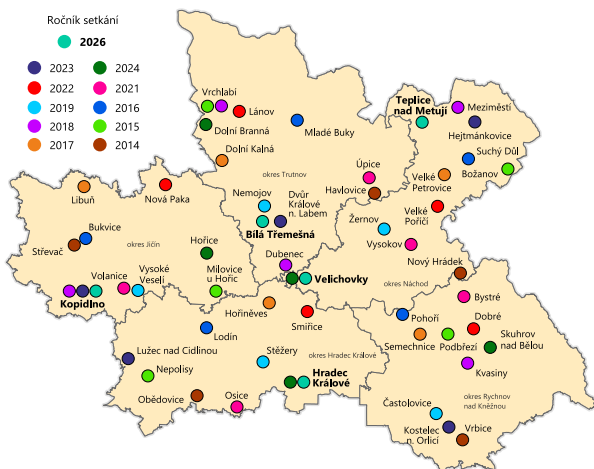 Ročník setkání
2026
2023
2024
2022
2021
2019
2016
2018
2015
2017
2014
Vrchlabí
Lánov
Dolní Branná
Mladé Buky
Dolní Kalná
okres Trutnov
Teplice
nad Metují
Meziměstí
Hejtmánkovice
Suchý Důl
Velké
Petrovice
Božanov
Úpice
Havlovice
Velké
Poříčí
Libuň
Nová Paka
Nemojov
Dvůr
Králové
n. Labem
Bílá Třemešná
Žernov
Vysokov
Bukvice
okres Jičín
Střevač
Hořice
Dubenec
Velichovky
Nový Hrádek
okres Náchod
Volanice
Vysoké
Veselí
Milovice
u Hořic
Kopidlno
Hořiněves
Smiřice
Bystré
Pohoří
Dobré
Semechnice
Podbřezí
Skuhrov
nad Bělou
Lodín
Lužec nad Cidlinou
Stěžery
okres Hradec Králové
Nepolisy
Hradec
Králové
Kvasiny
okres Rychnov
nad Kněžnou
Obědovice
Osice
Častolovice
Kostelec
n. Orlicí
Vrbice